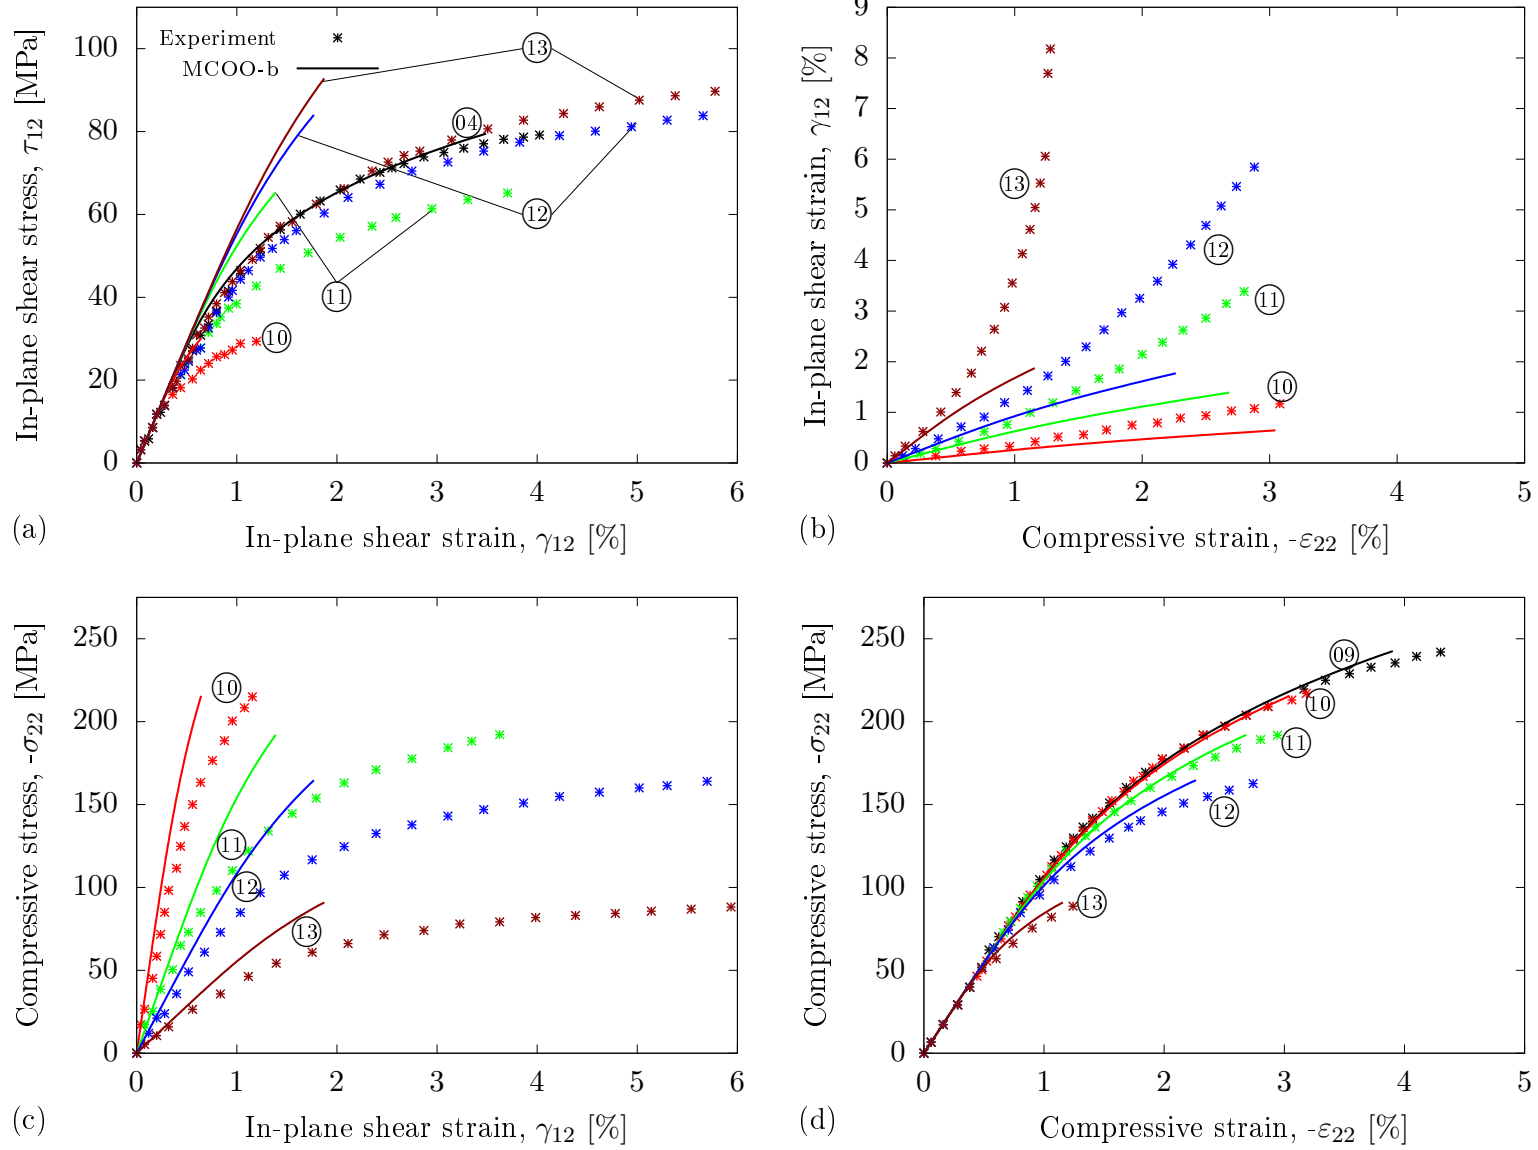 Experiment
MCOO-b
13
04
12
11
10
0
20
40
60
80
100
0 1 2 3 4 5 6
In-plane shear stress, τ12 [MPa]
In-plane shear strain, γ12 [%]
(a)
13
12
11
10
0
1
2
3
4
5
6
7
8
9
0 1 2 3 4 5
In-plane shear strain, γ12 [%]
Compressive strain, -ε22 [%]
(b)
10
11
12
13
0
50
100
150
200
250
0 1 2 3 4 5 6
Compressive stress, -σ22 [MPa]
In-plane shear strain, γ12 [%]
(c)
09
10
11
12
13
0
50
100
150
200
250
0 1 2 3 4 5
Compressive stress, -σ22 [MPa]
Compressive strain, -ε22 [%]
(d)